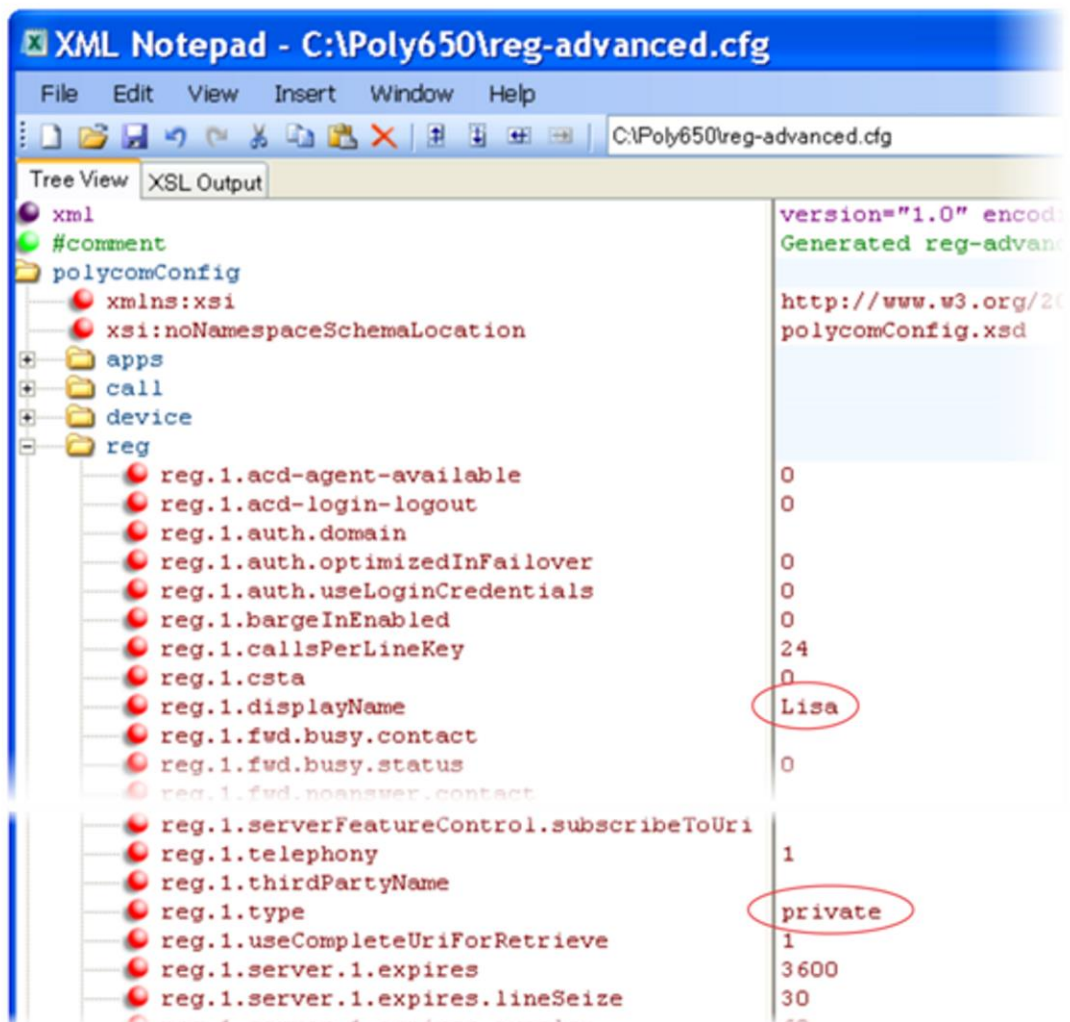 XML Notepad - C:\Poly650\reg-advanced.cfg
File Edit View Insert Window Help
C:\Poly650\reg-advanced.cfg
Tree View XSL Output
xml version="1.0" encod
#comment Generated reg-advanc
polycomConfig
xmlns:xsi http://www.w3.org/20
xsi:noNamespaceSchemaLocation polycomConfig.xsd
apps
call
device
reg
reg.1.acd-agent-available 0
reg.1.acd-login-logout 0
reg.1.auth.domain
reg.1.auth.optimizedInFailover 0
reg.1.auth.useLoginCredentials 0
reg.1.bargeInEnabled 0
reg.1.callsPerLineKey 24
reg.1.csta 0
reg.1.displayName Lisa
reg.1.fwd.busy.contact
reg.1.fwd.busy.status 0
reg.1.fwd.noanswer.contact
reg.1.serverFeatureControl.subscribeToUri
reg.1.telephony 1
reg.1.thirdPartyName
reg.1.type private
reg.1.useCompleteUriForRetrieve 1
reg.1.server.1.expires 3600
reg.1.server.1.expires.lineSeize 30